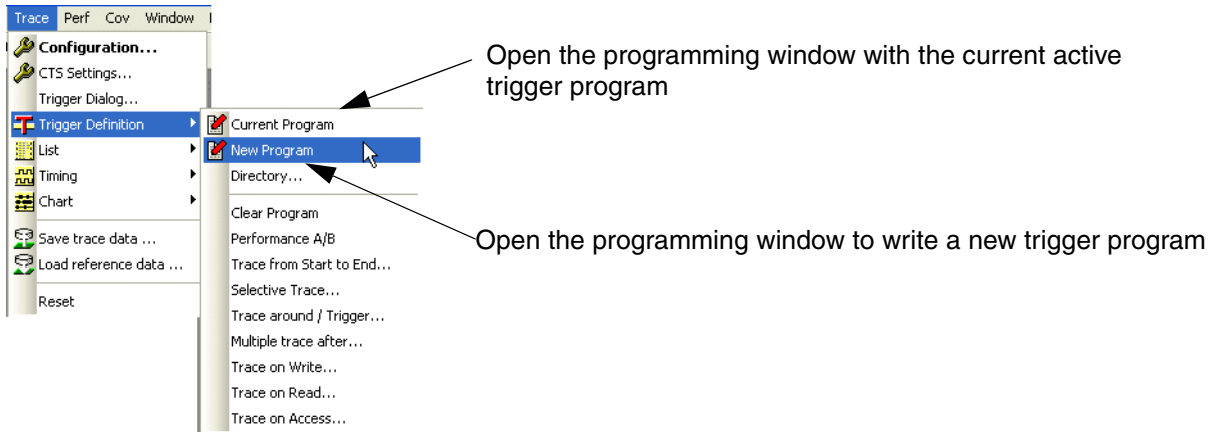 Trace Perf Cov Window
Configuration...
CTS Settings...
Trigger Dialog...
Trigger Definition
List
Timing
Chart
Save trace data ...
Load reference data ...
Reset
Current Program
New Program
Directory...
Clear Program
Performance A/B
Trace from Start to End...
Selective Trace...
Trace around / Trigger...
Multiple trace after...
Trace on Write...
Trace on Read...
Trace on Access...
Open the programming window with the current active
trigger program
Open the programming window to write a new trigger program